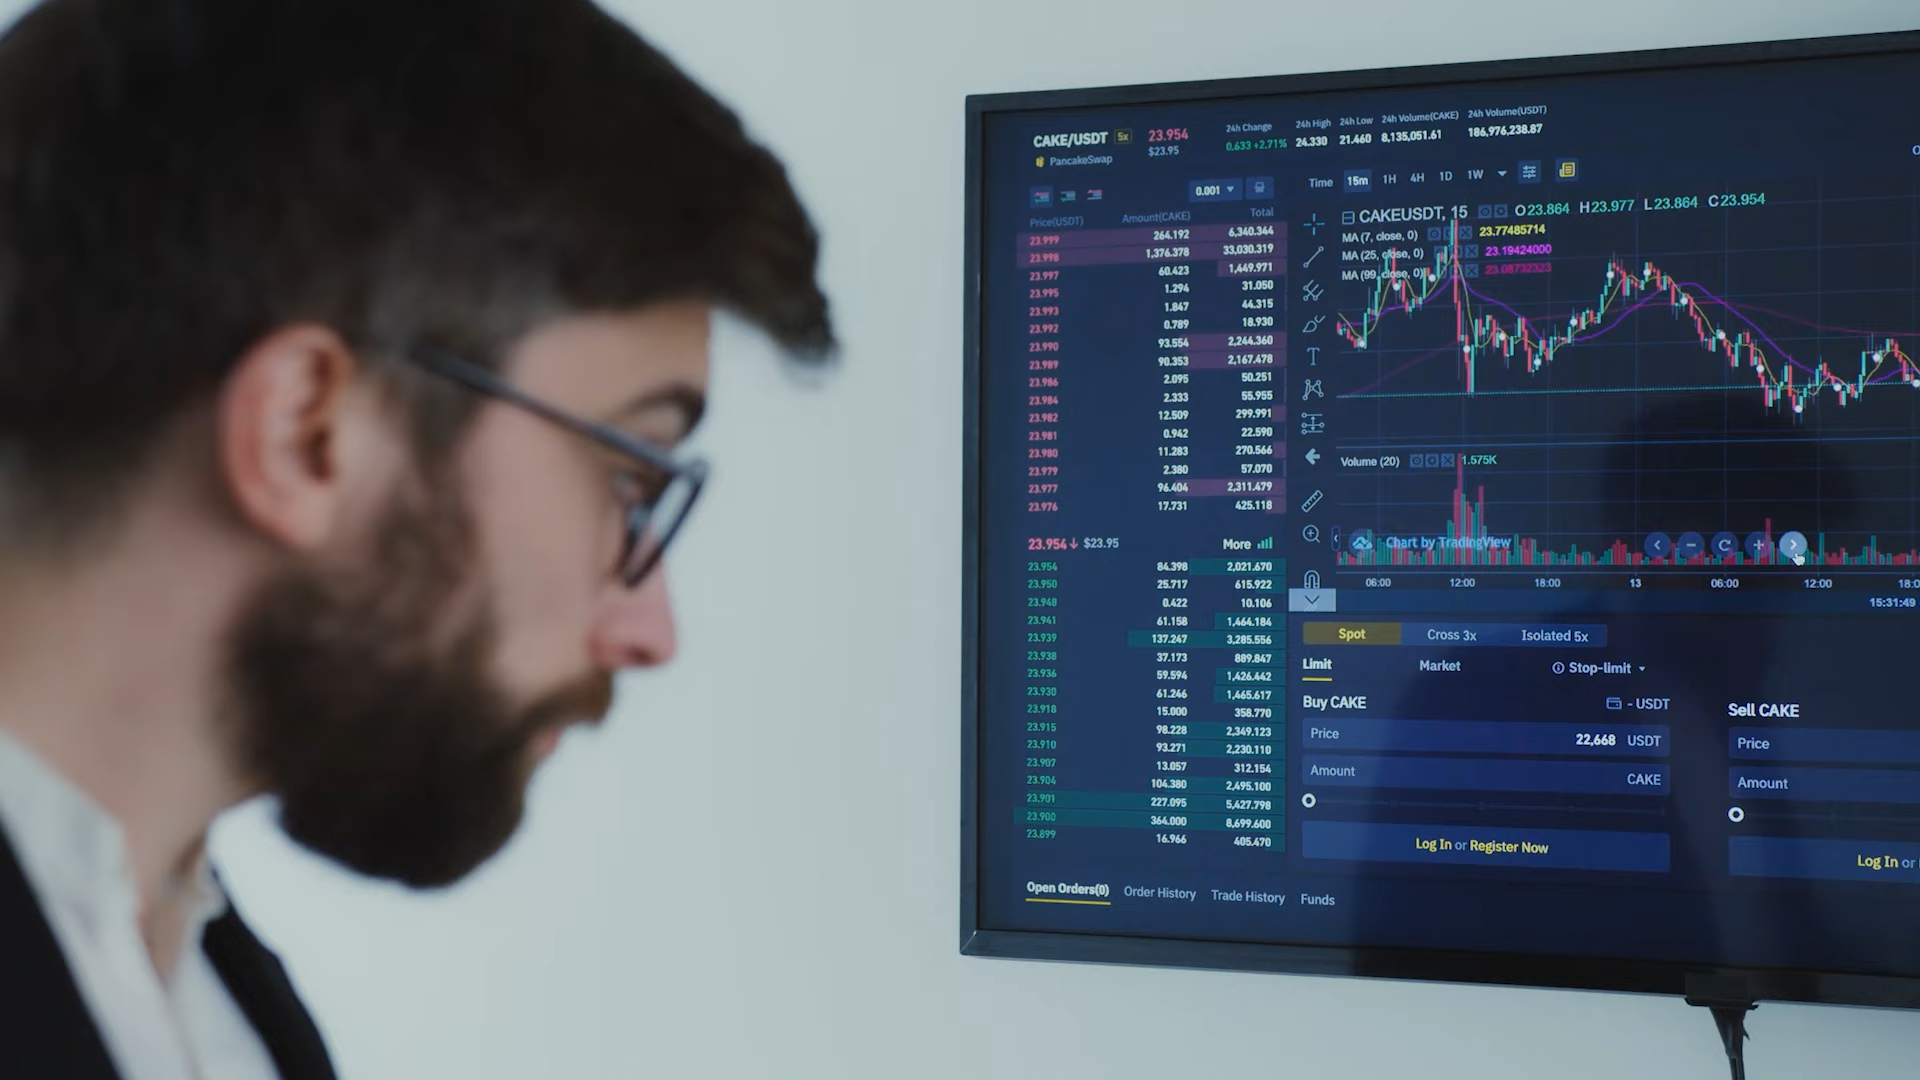 CAKE/USDT 5x 23.954
PancakeSwap $23.95
24h Change 24h High 24h Low 24h Volume(CAKE) 24h Volume(USDT)
0.633 +2.71% 24.330 21.460 8,135,051.61 186,976,238.87
0.001
Time 15m 1H 4H 1D 1W
Price(USDT) Amount(CAKE) Total
23.999 264.192 6,340.344
23.998 1,376.378 33,030.319
23.997 60.423 1,449.971
23.995 1.294 31.050
23.993 1.847 44.315
23.992 0.789 18.930
23.990 93.554 2,244.360
23.989 90.353 2,167.478
23.986 2.095 50.251
23.984 2.333 55.955
23.982 12.509 299.991
23.981 0.942 22.590
23.980 11.283 270.566
23.979 2.380 57.070
23.977 96.404 2,311.479
23.976 17.731 425.118
23.954↓ $23.95 More
23.954 84.398 2,021.670
23.950 25.717 615.922
23.948 0.422 10.106
23.941 61.158 1,464.184
23.939 137.247 3,285.556
23.938 37.173 889.847
23.936 59.594 1,426.442
23.930 61.246 1,465.617
23.918 15.000 358.770
23.915 98.228 2,349.123
23.910 93.271 2,230.110
23.907 13.057 312.154
23.904 104.380 2,495.100
23.901 227.095 5,427.798
23.900 364.000 8,699.600
23.899 16.966 405.470
CAKEUSDT, 15 O23.864 H23.977 L23.864 C23.954
MA (7, close, 0) 23.77485714
MA (25, close, 0) 23.19424000
MA (99, close, 0) 23.08732323
Volume (20) 1.575K
Chart by TradingView
06:00 12:00 18:00 13 06:00 12:00
15:31:49
Spot Cross 3x Isolated 5x
Limit Market Stop-limit
Buy CAKE - USDT
Price 22,668 USDT
Amount CAKE
Log In or Register Now
Sell CAKE
Price
Amount
Log In or
Open Orders(0) Order History Trade History Funds